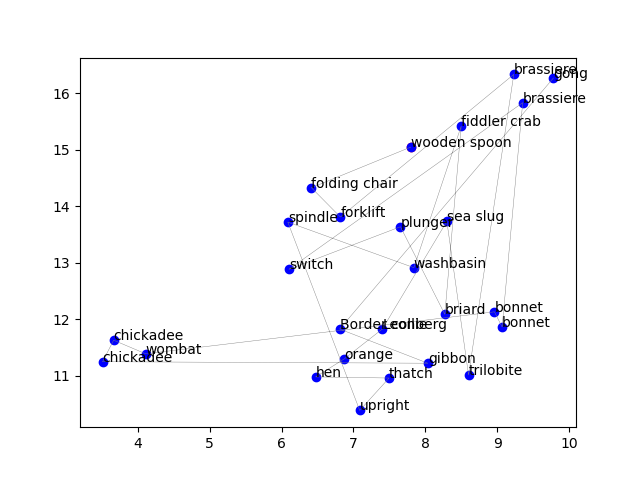 brassiere
gong
16
brassiere
fiddler crab
15
wooden spoon
folding chair
14
forklift
spindle
sea slug
plunger
13
switch
washbasin
briard
bonnet
12
Border collie
Leonberg
bonnet
chickadee
wombat
chickadee
orange
gibbon
11
hen
thatch
trilobite
upright
4 5 6 7 8 9 10